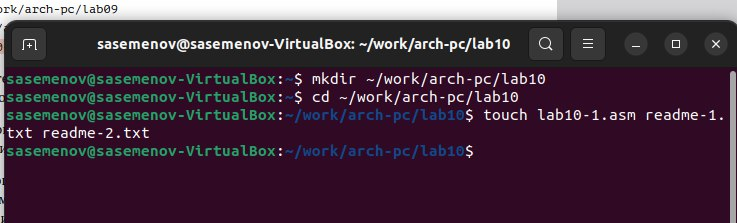 ork/arch-pc/lab09
sasemenov@sasemenov-VirtualBox: ~/work/arch-pc/lab10
sasemenov@sasemenov-VirtualBox:~$ mkdir ~/work/arch-pc/lab10
sasemenov@sasemenov-VirtualBox:~$ cd ~/work/arch-pc/lab10
sasemenov@sasemenov-VirtualBox:~/work/arch-pc/lab10$ touch lab10-1.asm readme-1.
txt readme-2.txt
sasemenov@sasemenov-VirtualBox:~/work/arch-pc/lab10$